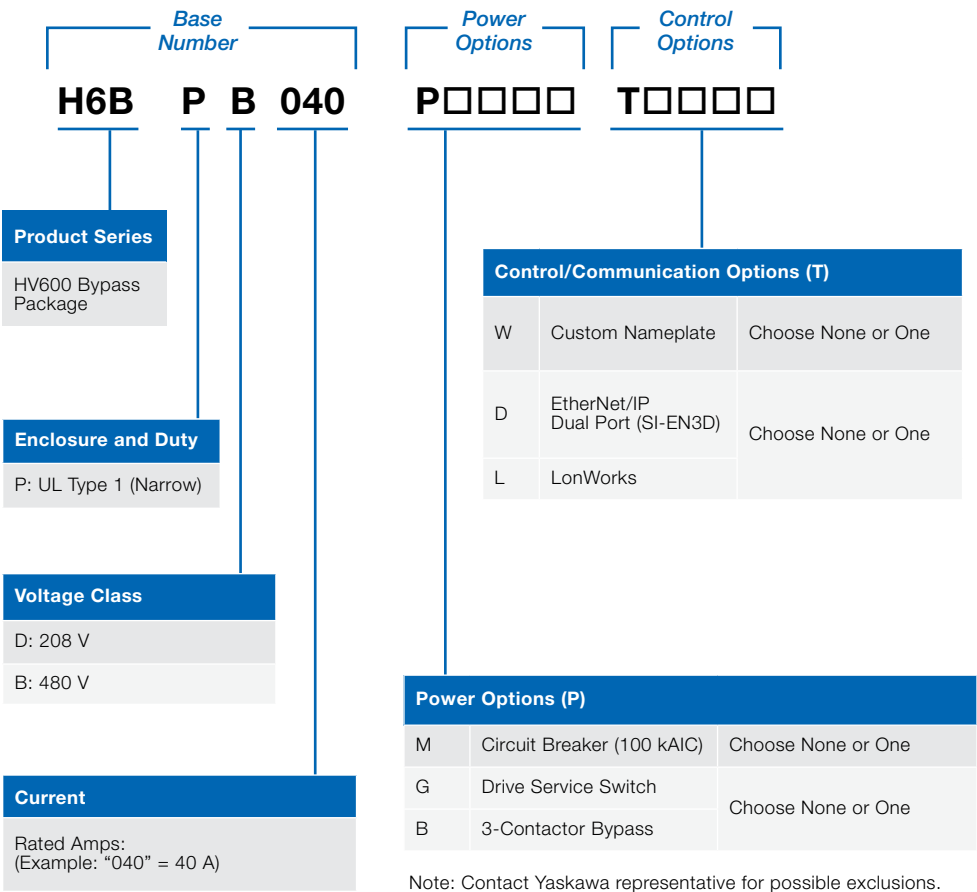 Base
Number
Power
Options
Control
Options
H6B P B 040 P□□□□ T□□□□
Product Series
HV600 Bypass
Package
Control/Communication Options (T)
W Custom Nameplate Choose None or One
D EtherNet/IP
Dual Port (SI-EN3D) Choose None or One
L LonWorks
Enclosure and Duty
P: UL Type 1 (Narrow)
Voltage Class
D: 208 V
B: 480 V
Power Options (P)
M Circuit Breaker (100 kAIC) Choose None or One
G Drive Service Switch Choose None or One
B 3-Contactor Bypass
Current
Rated Amps:
(Example: “040” = 40 A)
Note: Contact Yaskawa representative for possible exclusions.